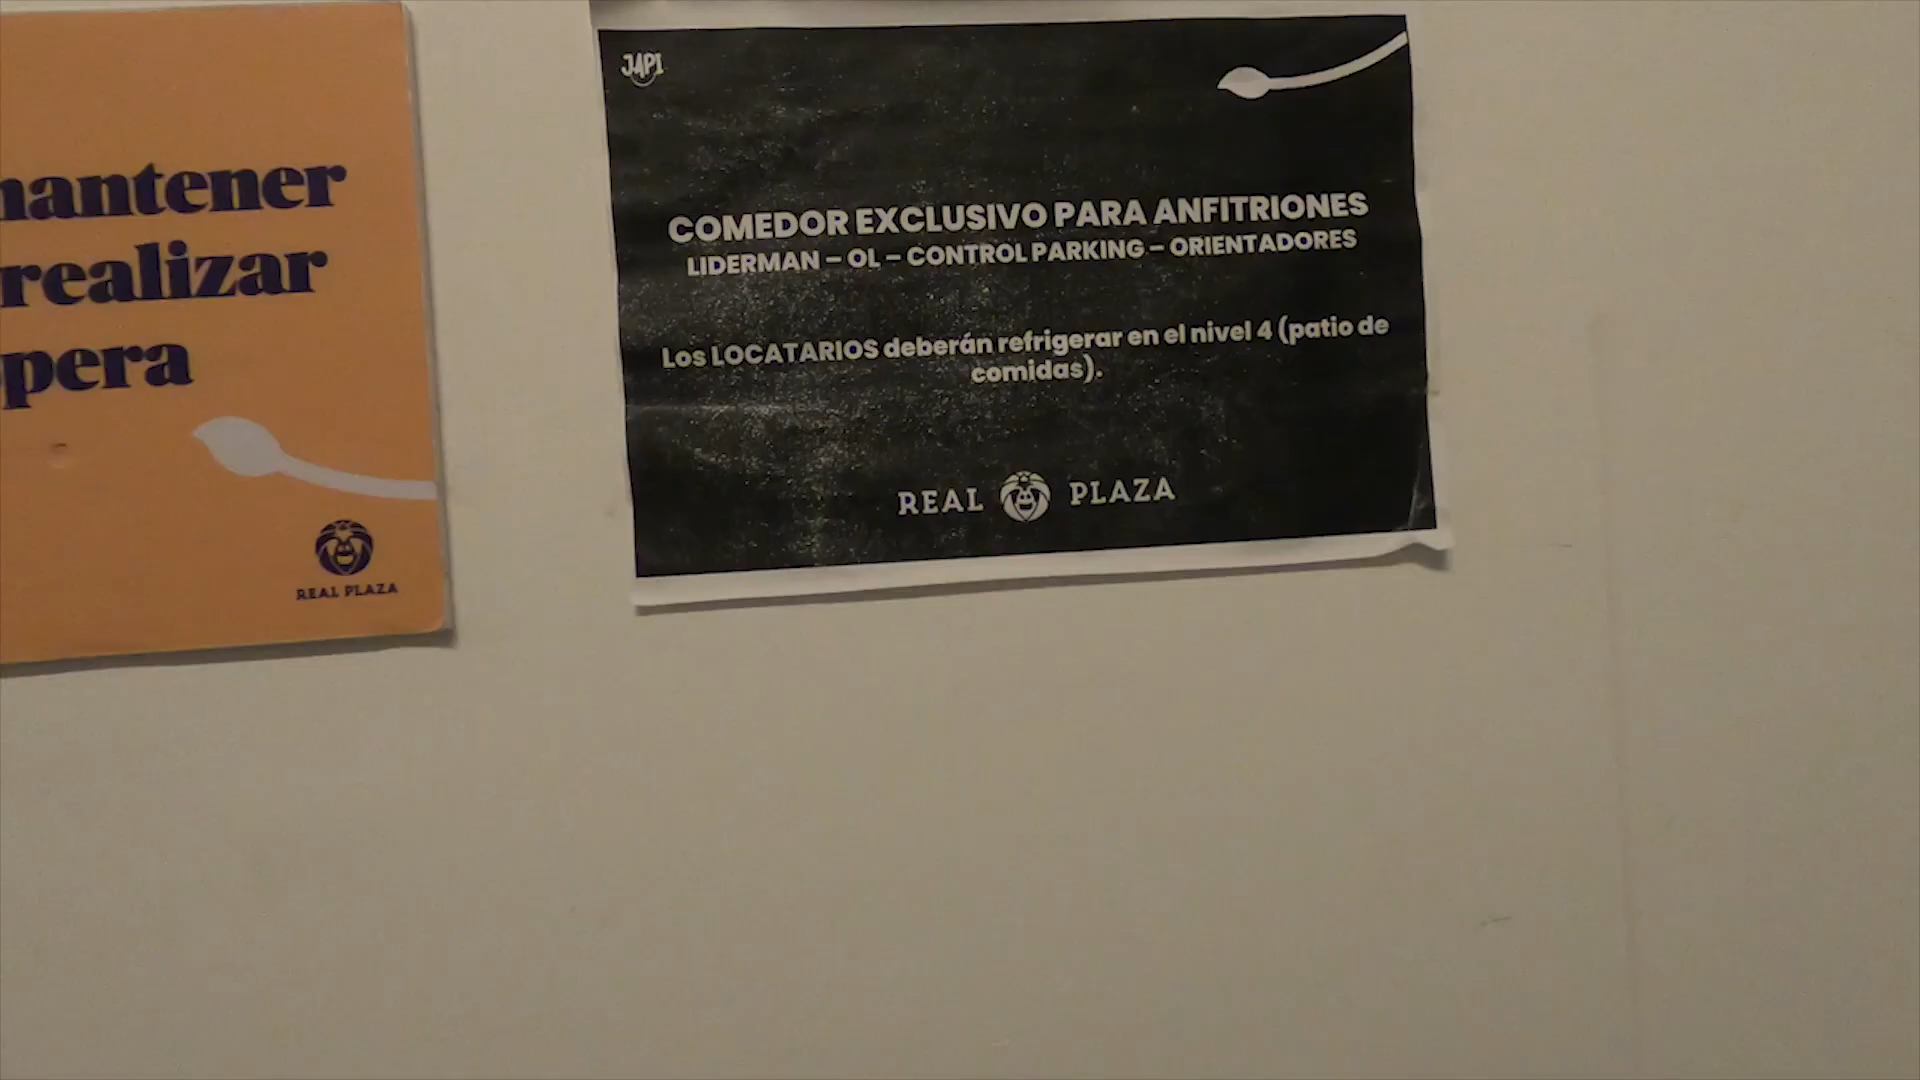 mantener
realizar
pera
REAL PLAZA
JAPI
COMEDOR EXCLUSIVO PARA ANFITRIONES
LIDERMAN – OL – CONTROL PARKING – ORIENTADORES
Los LOCATARIOS deberán refrigerar en el nivel 4 (patio de
comidas).
REAL PLAZA